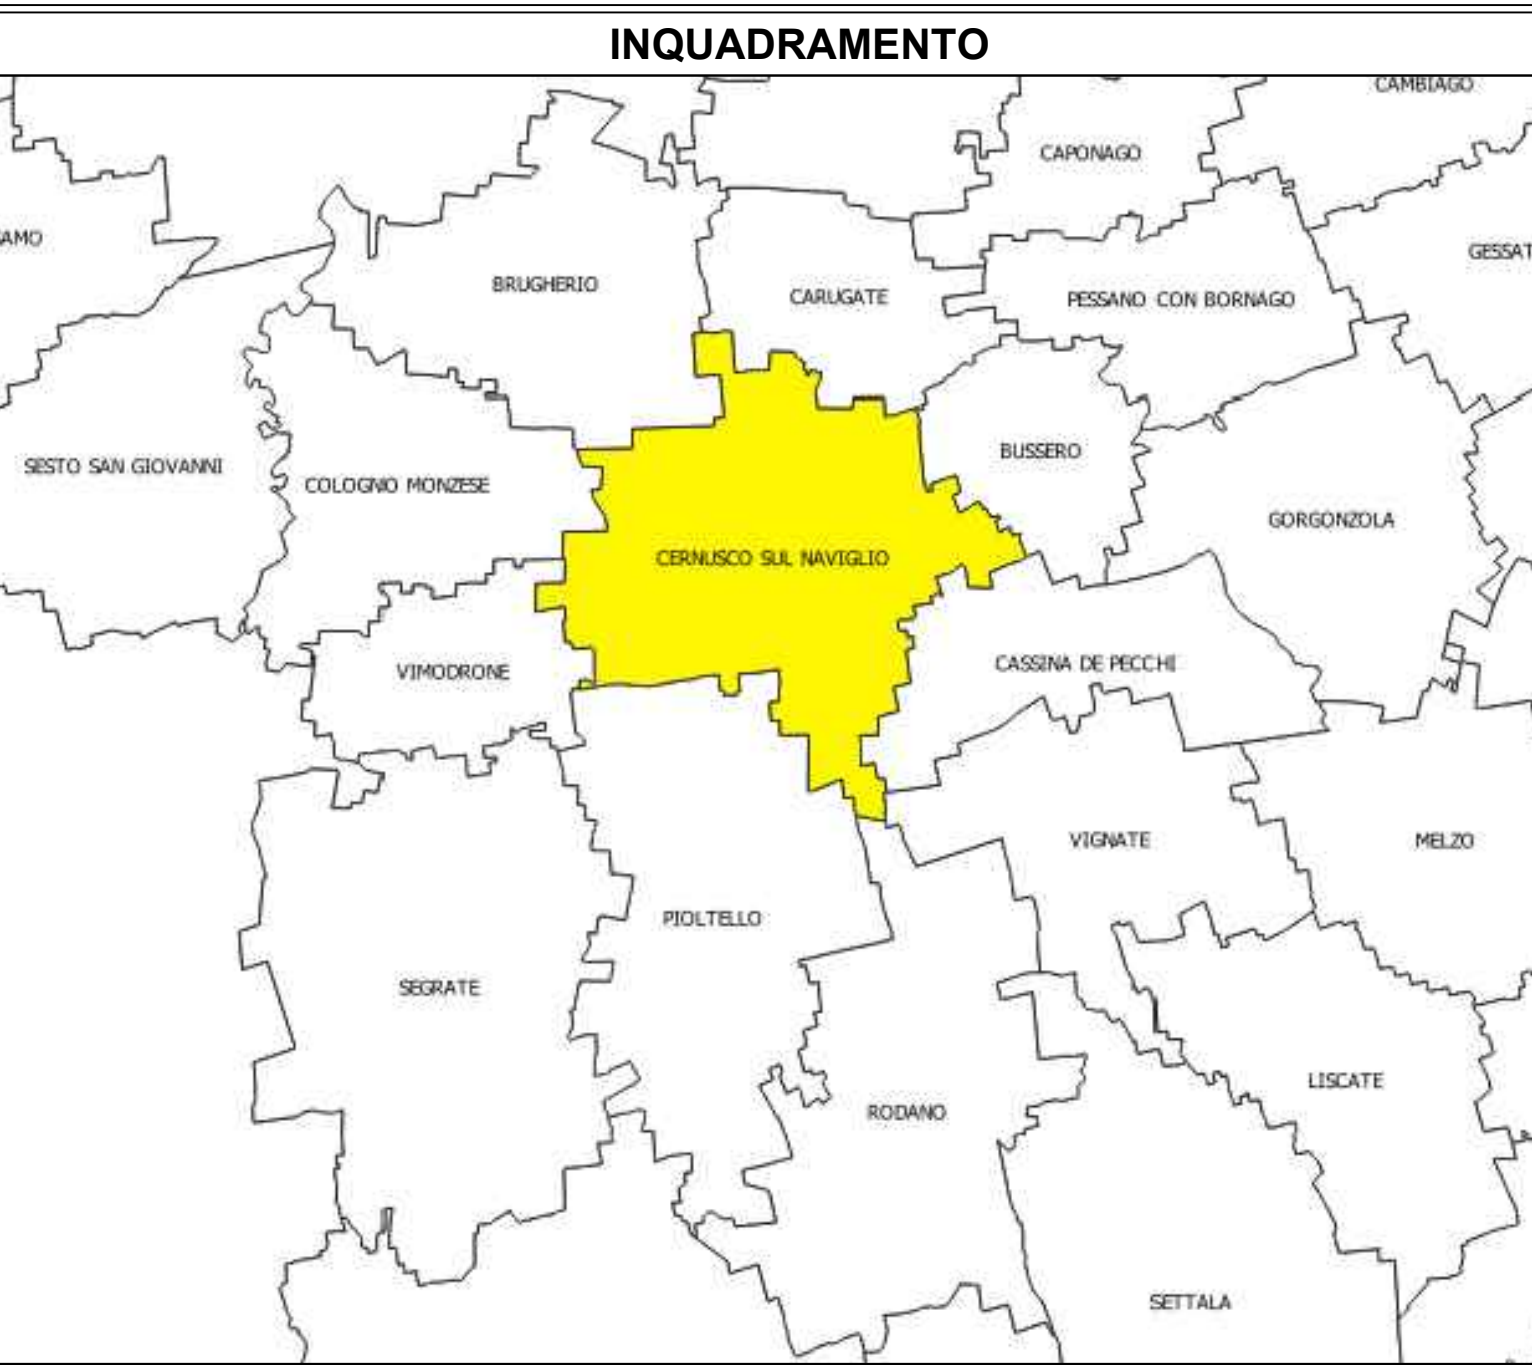 INQUADRAMENTO
CAMBIAGO
CAPONAGO
AMO
GESSAT
BRUGHERIO
CARUGATE
PESSANO CON BORNAGO
BUSSERO
SESTO SAN GIOVANNI
COLOGNO MONZESE
GORGONZOLA
CERNUSCO SUL NAVIGLIO
CASSINA DE PECCHI
VIMODRONE
VIGNATE
MELZO
PIOLTELLO
SEGRATE
LISCATE
RODANO
SETTALA